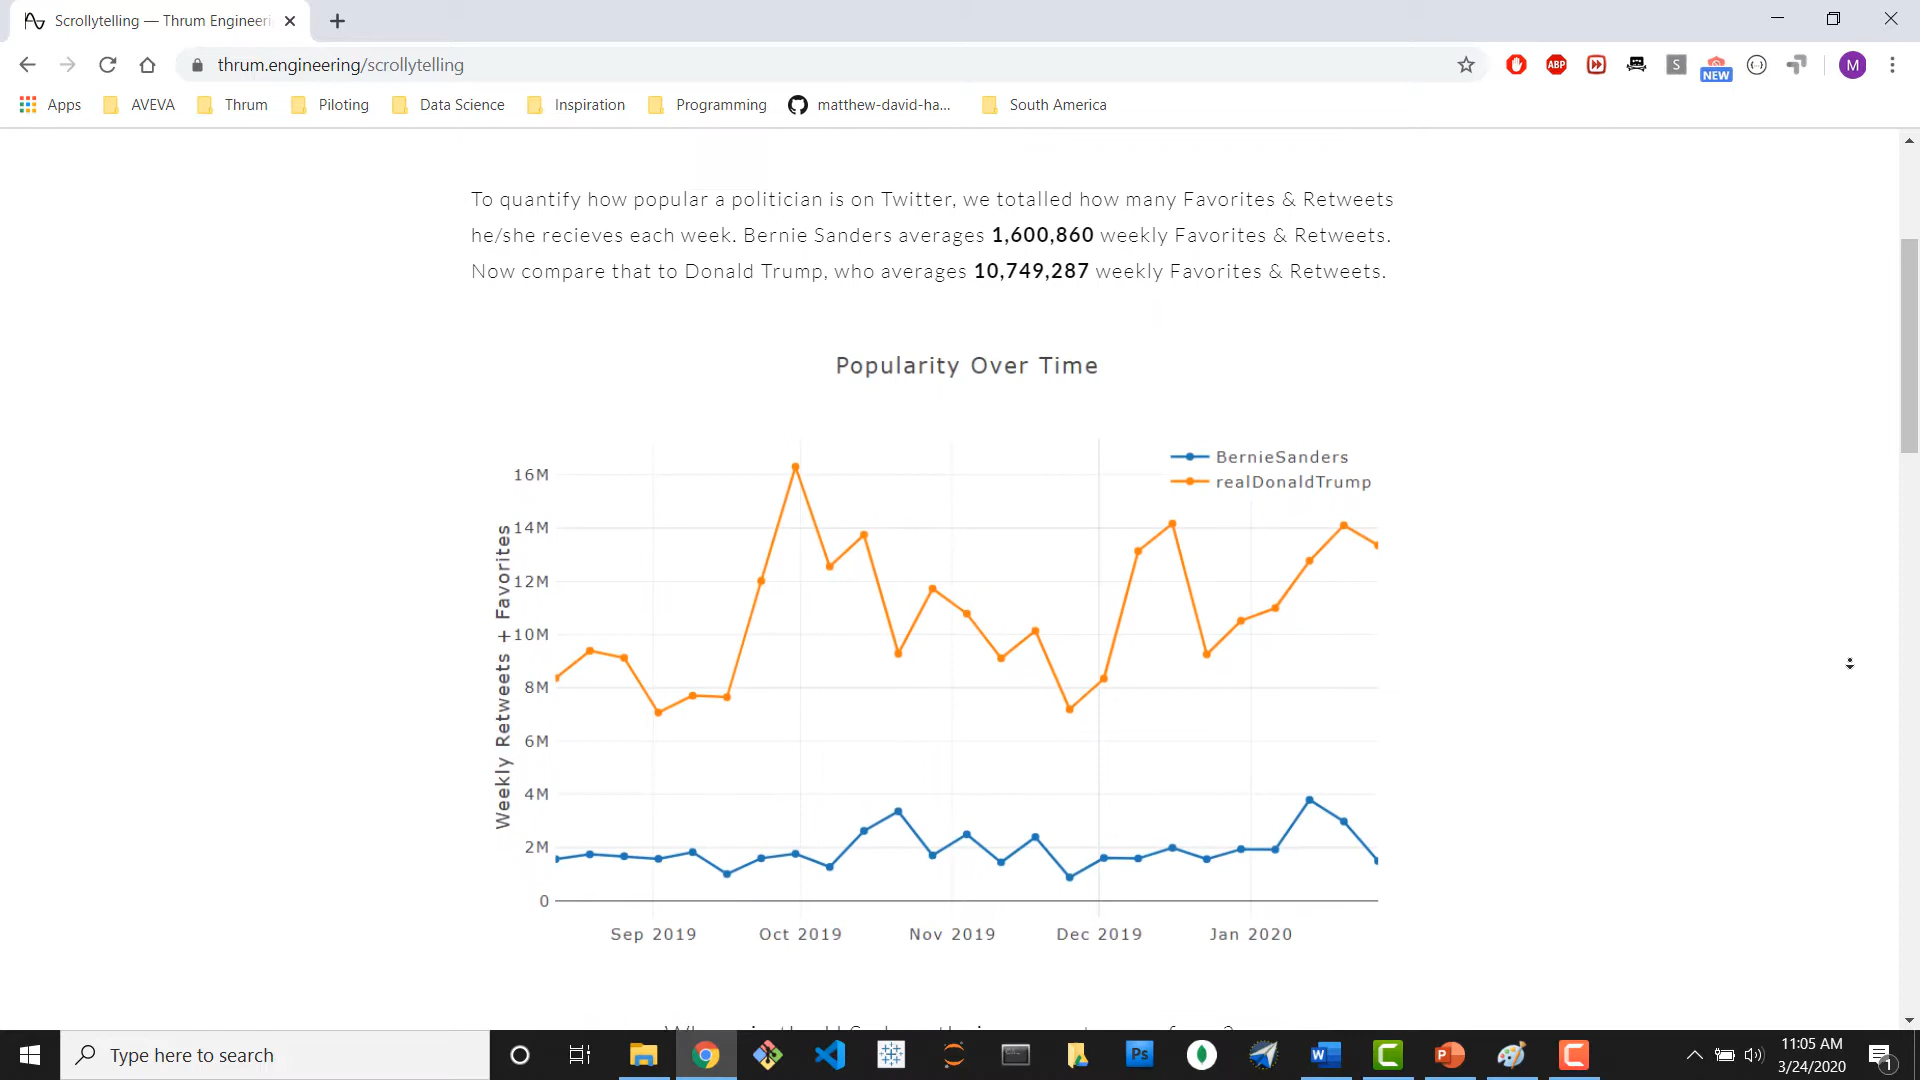 Scrollytelling — Thrum Engineeri
thrum.engineering/scrollytelling
ABP
S
NEW
M
Apps
AVEVA
Thrum
Piloting
Data Science
Inspiration
Programming
matthew-david-ha...
South America
To quantify how popular a politician is on Twitter, we totalled how many Favorites & Retweets
he/she recieves each week. Bernie Sanders averages 1,600,860 weekly Favorites & Retweets.
Now compare that to Donald Trump, who averages 10,749,287 weekly Favorites & Retweets.
Popularity Over Time
BernieSanders
realDonaldTrump
Weekly Retweets + Favorites
16M
14M
12M
10M
8M
6M
4M
2M
0
Sep 2019
Oct 2019
Nov 2019
Dec 2019
Jan 2020
Type here to search
Ps
W
C
P
C
11:05 AM
3/24/2020
1